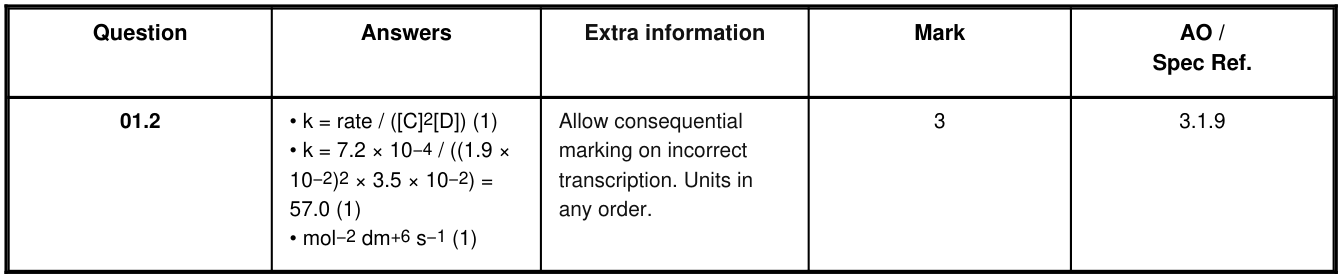 Question Answers Extra information Mark AO /
Spec Ref.
01.2
• k = rate / ([C]²[D]) (1)
• k = 7.2 × 10⁻⁴ / ((1.9 ×
10⁻²)² × 3.5 × 10⁻²) =
57.0 (1)
• mol⁻² dm⁺⁶ s⁻¹ (1)
Allow consequential
marking on incorrect
transcription. Units in
any order.
3
3.1.9